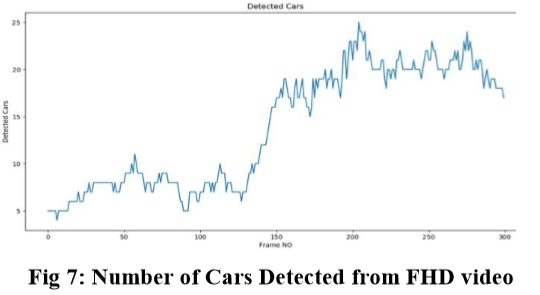 Detected Cars
25
20
15
10
5
Detected Cars
0 50 100 150 200 250 300
Frame NO
Fig 7: Number of Cars Detected from FHD video